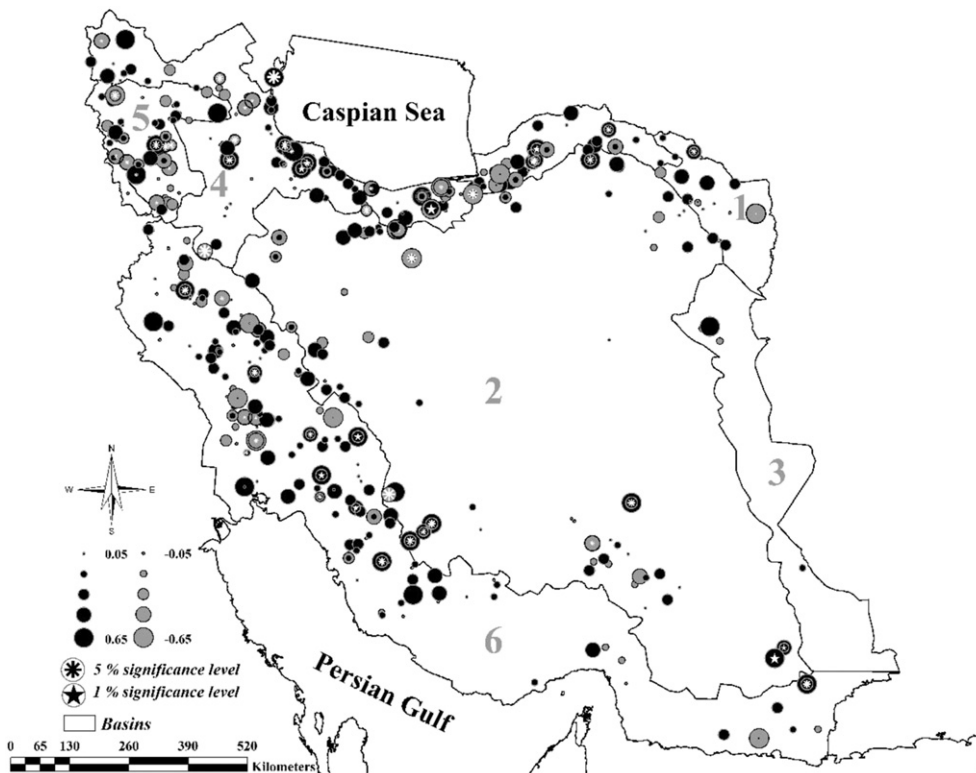 Caspian Sea
5
4
1
2
3
N
W E
S
0.05 -0.05
0.65 -0.65
5 % significance level
1 % significance level
Basins
6
Persian Gulf
0 65 130 260 390 520
Kilometers